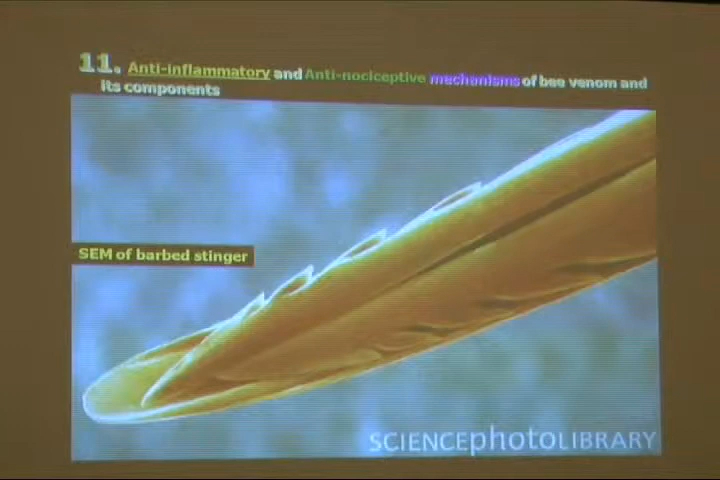 11. Anti-inflammatory and Anti-nociceptive mechanisms of bee venom and
its components
SEM of barbed stinger
SCIENCEphotoLIBRARY